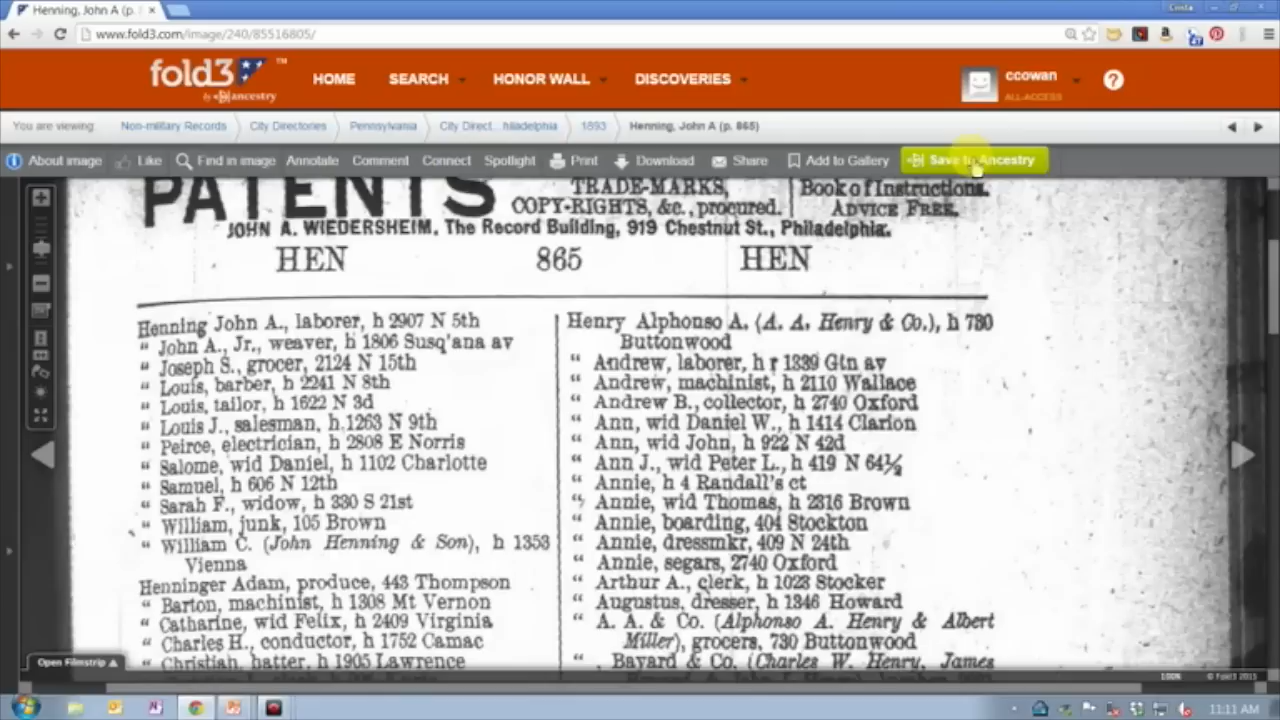 Henning, John A (p.
Costa
www.fold3.com/image/240/85516805/
fold3™
by ancestry
HOME
SEARCH
HONOR WALL
DISCOVERIES
ccowan
ALL-ACCESS
?
You are viewing:
Non-military Records
City Directories
Pennsylvania
City Direct...hiladelphia
1893
Henning, John A (p. 865)
About image
Like
Find in image
Annotate
Comment
Connect
Spotlight
Print
Download
Share
Add to Gallery
Save to Ancestry
PATENTS
TRADE-MARKS,
COPY-RIGHTS, &c., procured.
Book of Instructions.
ADVICE FREE.
JOHN A. WIEDERSHEIM, The Record Building, 919 Chestnut St., Philadelphia.
HEN 865 HEN
Henning John A., laborer, h 2907 N 5th
“ John A., Jr., weaver, h 1806 Susq'ana av
“ Joseph S., grocer, 2124 N 15th
“ Louis, barber, h 2241 N 8th
“ Louis, tailor, h 1622 N 3d
“ Louis J., salesman, h 1263 N 9th
“ Peirce, electrician, h 2808 E Norris
“ Salome, wid Daniel, h 1102 Charlotte
“ Samuel, h 606 N 12th
“ Sarah F., widow, h 330 S 21st
“ William, junk, 105 Brown
“ William C. (John Henning & Son), h 1353
Vienna
Henninger Adam, produce, 443 Thompson
“ Barton, machinist, h 1308 Mt Vernon
“ Catharine, wid Felix, h 2409 Virginia
“ Charles H., conductor, h 1752 Camac
“ Christian, hatter, h 1905 Lawrence
Henry Alphonso A. (A. A. Henry & Co.), h 730
Buttonwood
“ Andrew, laborer, h r 1339 Gtn av
“ Andrew, machinist, h 2110 Wallace
“ Andrew B., collector, h 2740 Oxford
“ Ann, wid Daniel W., h 1414 Clarion
“ Ann, wid John, h 922 N 42d
“ Ann J., wid Peter L., h 419 N 64½
“ Annie, h 4 Randall's ct
“ Annie, wid Thomas, h 2316 Brown
“ Annie, boarding, 404 Stockton
“ Annie, dressmkr, 409 N 24th
“ Annie, segars, 2740 Oxford
“ Arthur A., clerk, h 1023 Stocker
“ Augustus, dresser, h 1346 Howard
“ A. A. & Co. (Alphonso A. Henry & Albert
Miller), grocers, 730 Buttonwood
“ Bayard & Co. (Charles W. Henry, James
Open Filmstrip ▲
100%
© Fold3 2013
11:11 AM